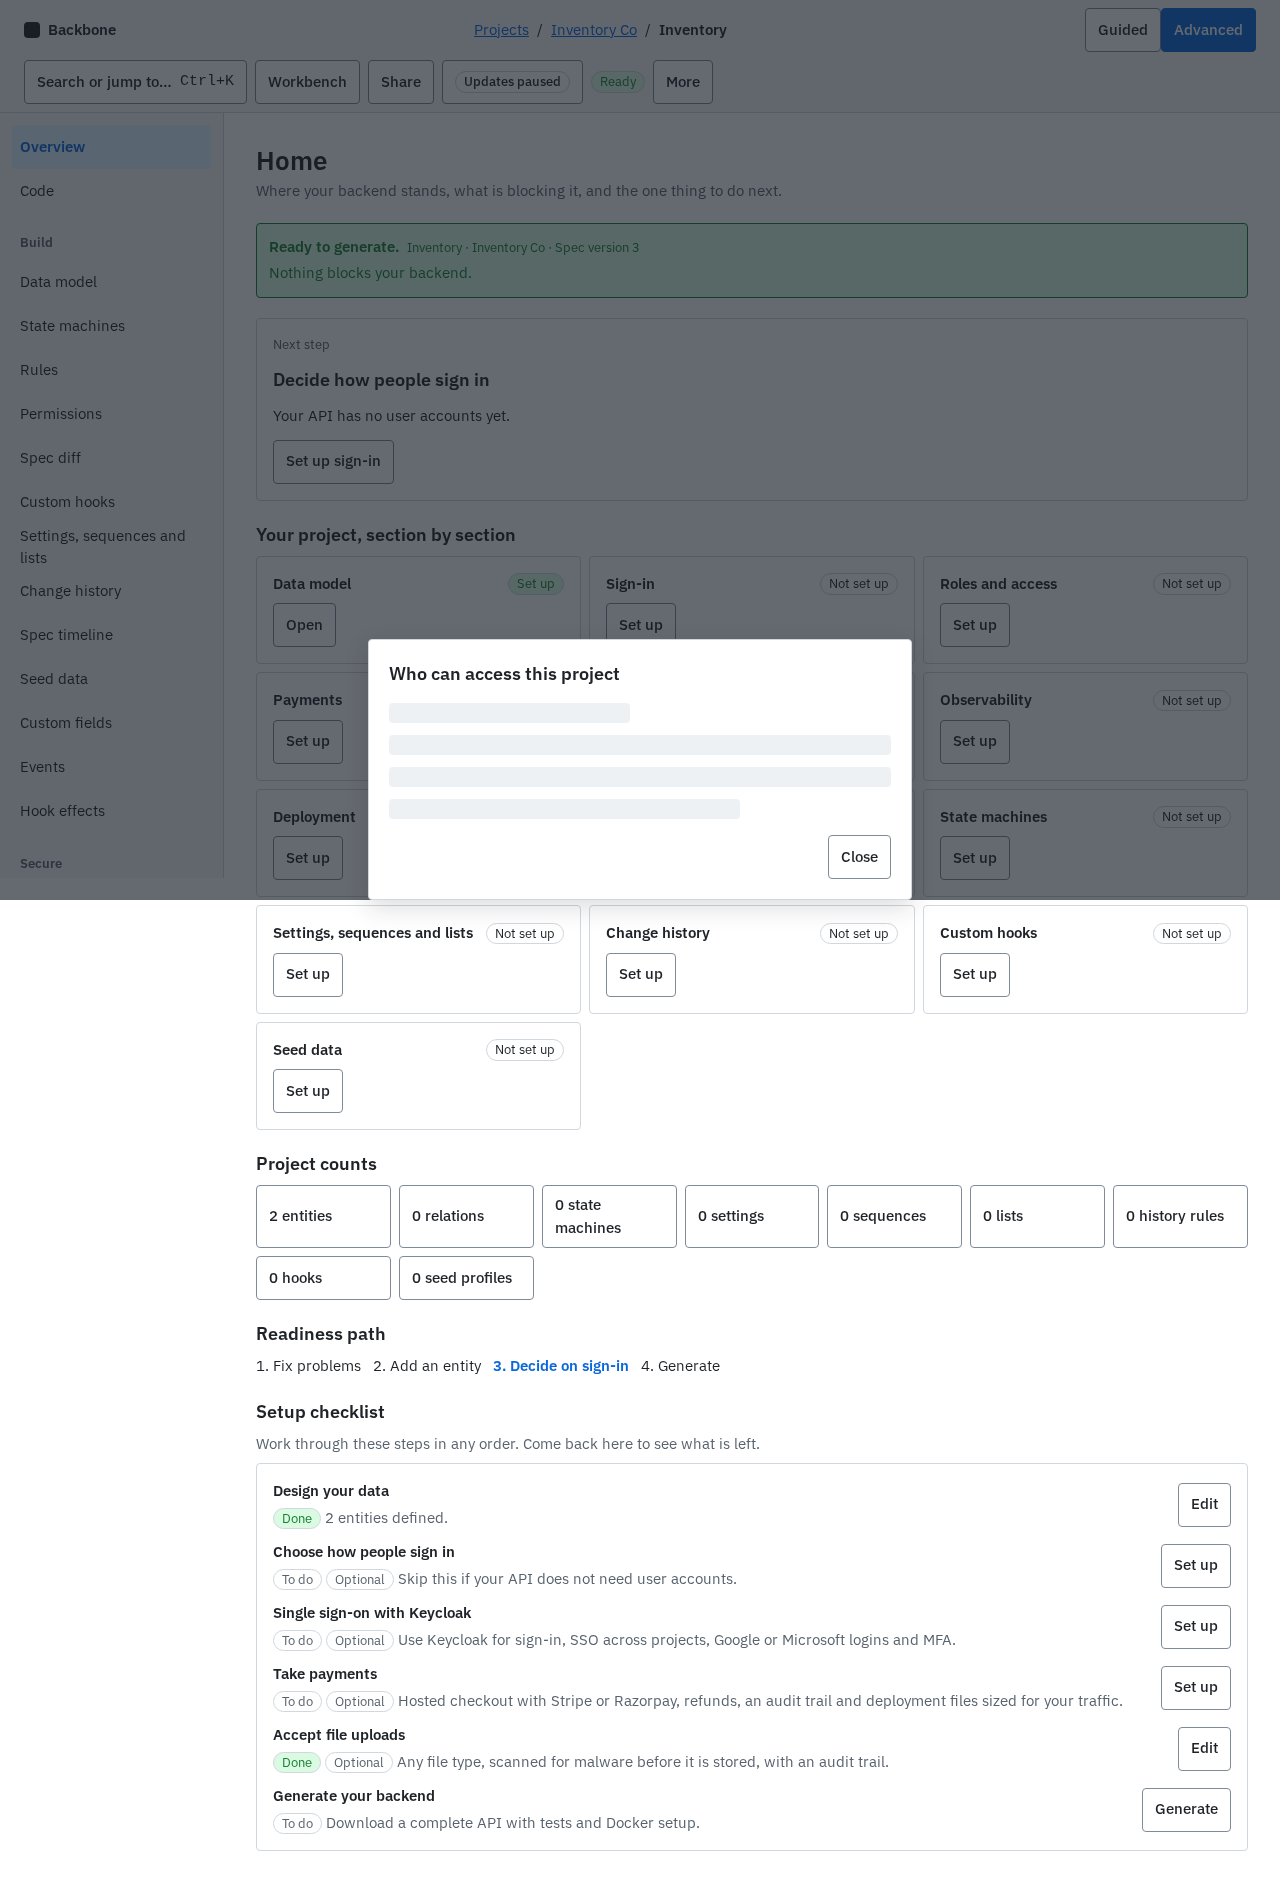 Backbone
Projects / Inventory Co / Inventory
Guided
Advanced
Search or jump to... Ctrl+K
Workbench
Share
Updates paused
Ready
More
Overview
Code
Build
Data model
State machines
Rules
Permissions
Spec diff
Custom hooks
Settings, sequences and
lists
Change history
Spec timeline
Seed data
Custom fields
Events
Hook effects
Secure
Home
Where your backend stands, what is blocking it, and the one thing to do next.
Ready to generate. Inventory · Inventory Co · Spec version 3
Nothing blocks your backend.
Next step
Decide how people sign in
Your API has no user accounts yet.
Set up sign-in
Your project, section by section
Data model Set up
Open
Sign-in Not set up
Set up
Roles and access Not set up
Set up
Payments
Set up
Observability Not set up
Set up
Deployment
Set up
State machines Not set up
Set up
Who can access this project
Close
Settings, sequences and lists Not set up
Set up
Change history Not set up
Set up
Custom hooks Not set up
Set up
Seed data Not set up
Set up
Project counts
2 entities
0 relations
0 state
machines
0 settings
0 sequences
0 lists
0 history rules
0 hooks
0 seed profiles
Readiness path
1. Fix problems 2. Add an entity 3. Decide on sign-in 4. Generate
Setup checklist
Work through these steps in any order. Come back here to see what is left.
Design your data
Done 2 entities defined.
Edit
Choose how people sign in
To do Optional Skip this if your API does not need user accounts.
Set up
Single sign-on with Keycloak
To do Optional Use Keycloak for sign-in, SSO across projects, Google or Microsoft logins and MFA.
Set up
Take payments
To do Optional Hosted checkout with Stripe or Razorpay, refunds, an audit trail and deployment files sized for your traffic.
Set up
Accept file uploads
Done Optional Any file type, scanned for malware before it is stored, with an audit trail.
Edit
Generate your backend
To do Download a complete API with tests and Docker setup.
Generate